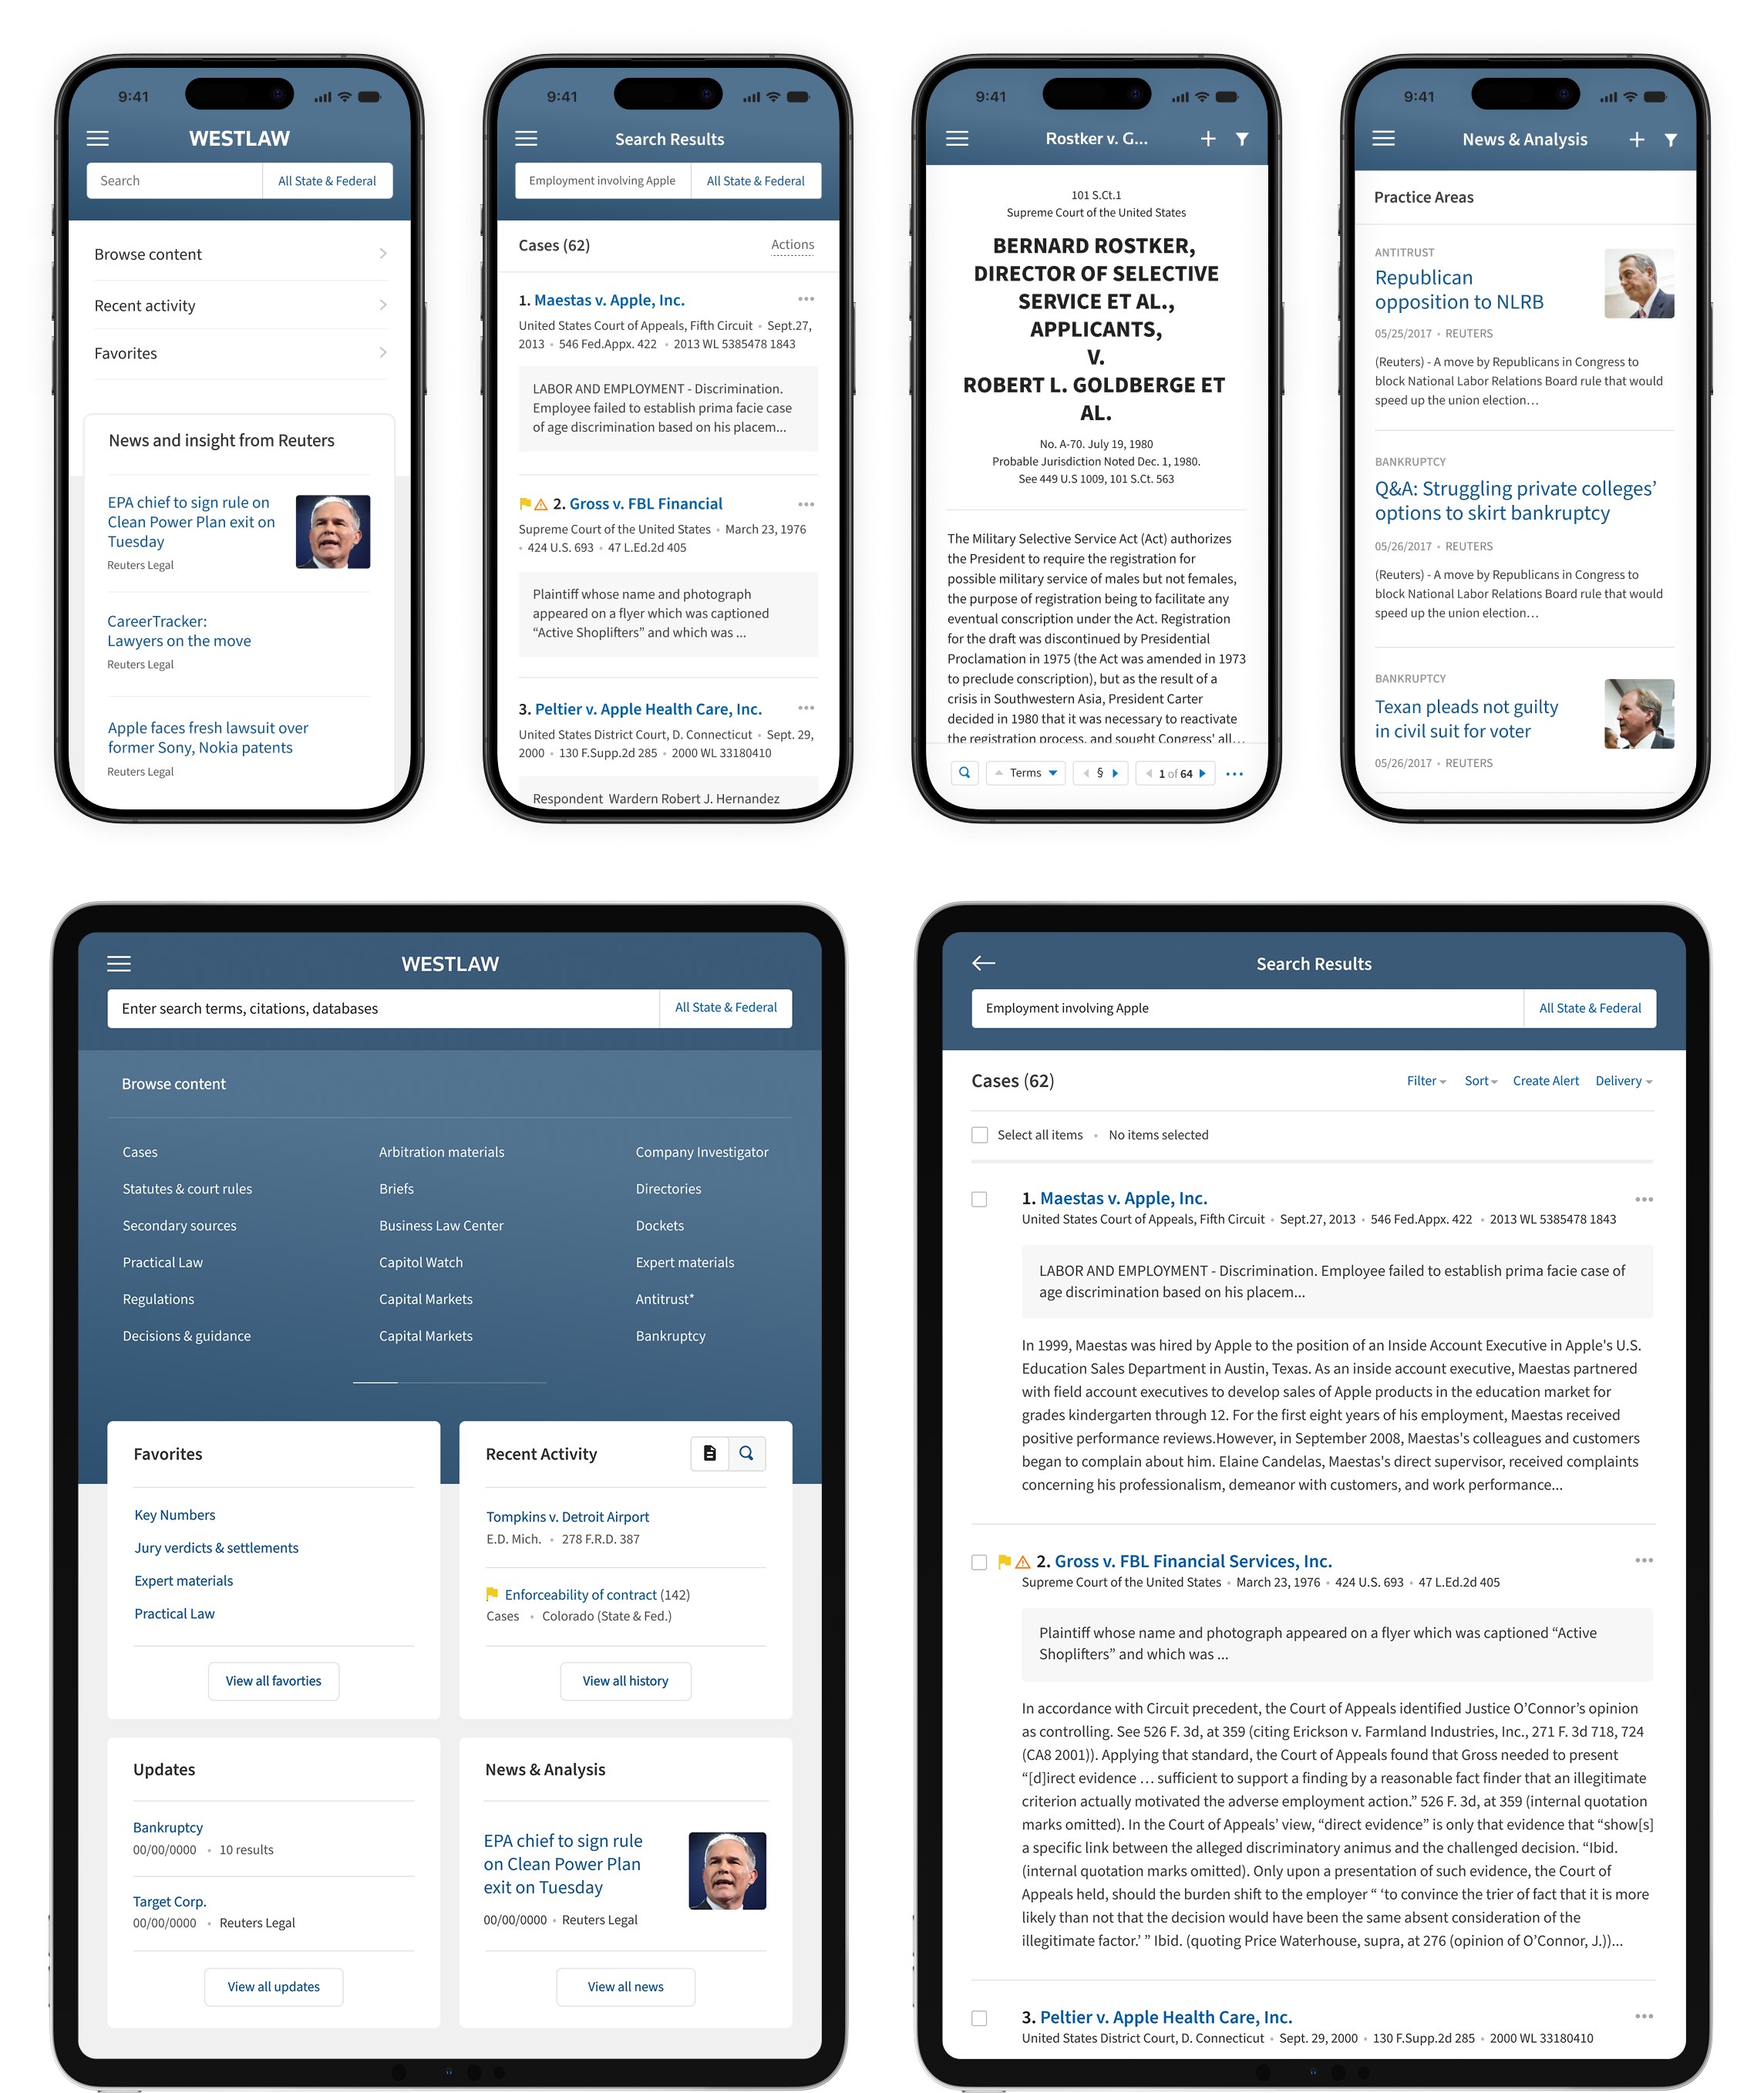 9:41
WESTLAW
Search
All State & Federal
Browse content
Recent activity
Favorites
News and insight from Reuters
EPA chief to sign rule on
Clean Power Plan exit on
Tuesday
Reuters Legal
CareerTracker:
Lawyers on the move
Reuters Legal
Apple faces fresh lawsuit over
former Sony, Nokia patents
Reuters Legal
9:41
Search Results
Employment involving Apple
All State & Federal
Cases (62)
Actions
1. Maestas v. Apple, Inc.
United States Court of Appeals, Fifth Circuit • Sept.27,
2013 • 546 Fed.Appx. 422 • 2013 WL 5385478 1843
LABOR AND EMPLOYMENT - Discrimination.
Employee failed to establish prima facie case
of age discrimination based on his placem...
2. Gross v. FBL Financial
Supreme Court of the United States • March 23, 1976
• 424 U.S. 693 • 47 L.Ed.2d 405
Plaintiff whose name and photograph
appeared on a flyer which was captioned
“Active Shoplifters” and which was ...
3. Peltier v. Apple Health Care, Inc.
United States District Court, D. Connecticut • Sept. 29,
2000 • 130 F.Supp.2d 285 • 2000 WL 33180410
Respondent Wardern Robert J. Hernandez
9:41
Rostker v. G...
101 S.Ct.1
Supreme Court of the United States
BERNARD ROSTKER,
DIRECTOR OF SELECTIVE
SERVICE ET AL.,
APPLICANTS,
V.
ROBERT L. GOLDBERGE ET
AL.
No. A-70. July 19, 1980
Probable Jurisdiction Noted Dec. 1, 1980.
See 449 U.S 1009, 101 S.Ct. 563
The Military Selective Service Act (Act) authorizes
the President to require the registration for
possible military service of males but not females,
the purpose of registration being to facilitate any
eventual conscription under the Act. Registration
for the draft was discontinued by Presidential
Proclamation in 1975 (the Act was amended in 1973
to preclude conscription), but as the result of a
crisis in Southwestern Asia, President Carter
decided in 1980 that it was necessary to reactivate
the registration process, and sought Congress' all...
Terms
§
1 of 64
9:41
News & Analysis
Practice Areas
ANTITRUST
Republican
opposition to NLRB
05/25/2017 • REUTERS
(Reuters) - A move by Republicans in Congress to
block National Labor Relations Board rule that would
speed up the union election…
BANKRUPTCY
Q&A: Struggling private colleges’
options to skirt bankruptcy
05/26/2017 • REUTERS
(Reuters) - A move by Republicans in Congress to
block National Labor Relations Board rule that would
speed up the union election…
BANKRUPTCY
Texan pleads not guilty
in civil suit for voter
05/26/2017 • REUTERS
WESTLAW
Enter search terms, citations, databases
All State & Federal
Browse content
Cases
Statutes & court rules
Secondary sources
Practical Law
Regulations
Decisions & guidance
Arbitration materials
Briefs
Business Law Center
Capitol Watch
Capital Markets
Capital Markets
Company Investigator
Directories
Dockets
Expert materials
Antitrust*
Bankruptcy
Favorites
Key Numbers
Jury verdicts & settlements
Expert materials
Practical Law
View all favorties
Recent Activity
Tompkins v. Detroit Airport
E.D. Mich. • 278 F.R.D. 387
Enforceability of contract (142)
Cases • Colorado (State & Fed.)
View all history
Updates
Bankruptcy
00/00/0000 • 10 results
Target Corp.
00/00/0000 • Reuters Legal
View all updates
News & Analysis
EPA chief to sign rule
on Clean Power Plan
exit on Tuesday
00/00/0000 • Reuters Legal
View all news
Search Results
Employment involving Apple
All State & Federal
Cases (62)
Filter
Sort
Create Alert
Delivery
Select all items • No items selected
1. Maestas v. Apple, Inc.
United States Court of Appeals, Fifth Circuit • Sept.27, 2013 • 546 Fed.Appx. 422 • 2013 WL 5385478 1843
LABOR AND EMPLOYMENT - Discrimination. Employee failed to establish prima facie case of
age discrimination based on his placem...
In 1999, Maestas was hired by Apple to the position of an Inside Account Executive in Apple's U.S.
Education Sales Department in Austin, Texas. As an inside account executive, Maestas partnered
with field account executives to develop sales of Apple products in the education market for
grades kindergarten through 12. For the first eight years of his employment, Maestas received
positive performance reviews.However, in September 2008, Maestas's colleagues and customers
began to complain about him. Elaine Candelas, Maestas's direct supervisor, received complaints
concerning his professionalism, demeanor with customers, and work performance...
2. Gross v. FBL Financial Services, Inc.
Supreme Court of the United States • March 23, 1976 • 424 U.S. 693 • 47 L.Ed.2d 405
Plaintiff whose name and photograph appeared on a flyer which was captioned “Active
Shoplifters” and which was ...
In accordance with Circuit precedent, the Court of Appeals identified Justice O’Connor’s opinion
as controlling. See 526 F. 3d, at 359 (citing Erickson v. Farmland Industries, Inc., 271 F. 3d 718, 724
(CA8 2001)). Applying that standard, the Court of Appeals found that Gross needed to present
“[d]irect evidence … sufficient to support a finding by a reasonable fact finder that an illegitimate
criterion actually motivated the adverse employment action.” 526 F. 3d, at 359 (internal quotation
marks omitted). In the Court of Appeals’ view, “direct evidence” is only that evidence that “show[s]
a specific link between the alleged discriminatory animus and the challenged decision. “Ibid.
(internal quotation marks omitted). Only upon a presentation of such evidence, the Court of
Appeals held, should the burden shift to the employer “ ‘to convince the trier of fact that it is more
likely than not that the decision would have been the same absent consideration of the
illegitimate factor.’ ” Ibid. (quoting Price Waterhouse, supra, at 276 (opinion of O’Connor, J.))...
3. Peltier v. Apple Health Care, Inc.
United States District Court, D. Connecticut • Sept. 29, 2000 • 130 F.Supp.2d 285 • 2000 WL 33180410